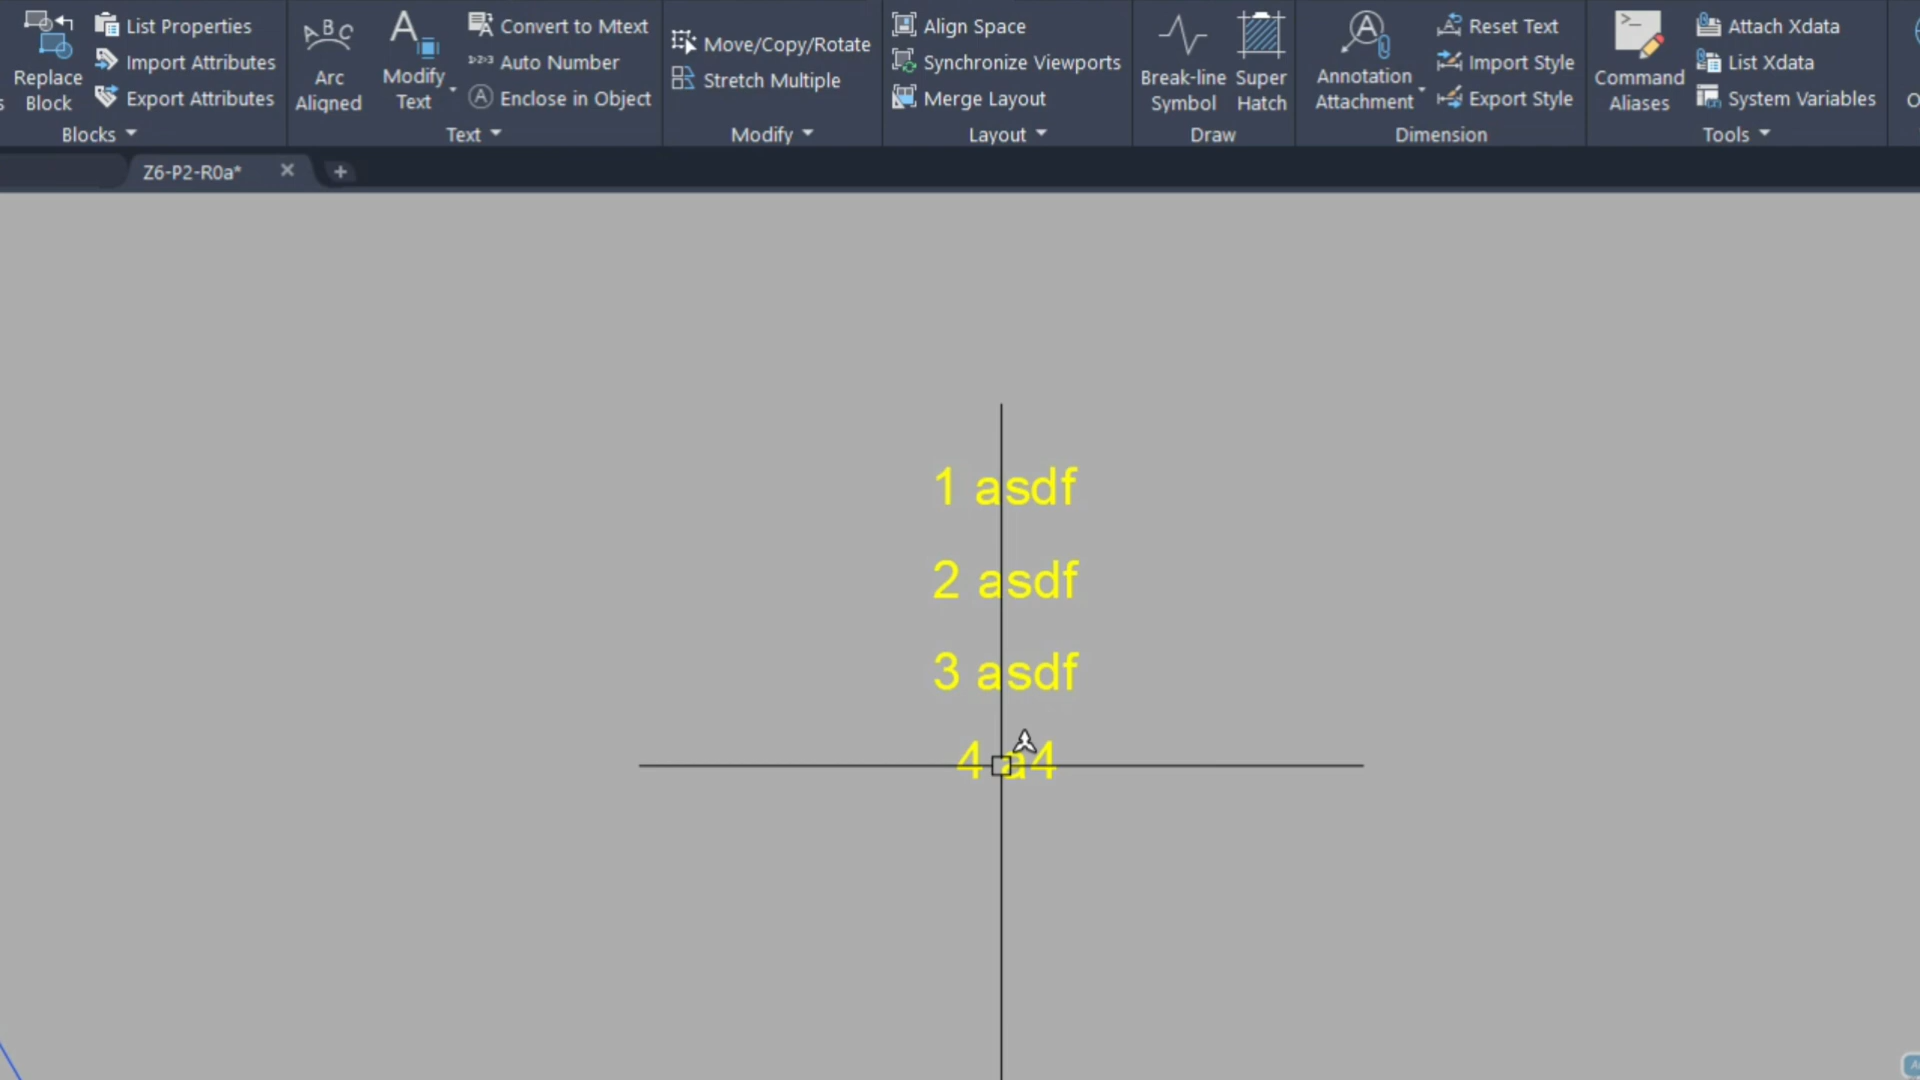 Replace Block
List Properties
Import Attributes
Export Attributes
Blocks
Arc Aligned
Modify Text
Convert to Mtext
Auto Number
Enclose in Object
Text
Move/Copy/Rotate
Stretch Multiple
Modify
Align Space
Synchronize Viewports
Merge Layout
Layout
Break-line Symbol
Super Hatch
Draw
Annotation Attachment
Reset Text
Import Style
Export Style
Dimension
Command Aliases
Attach Xdata
List Xdata
System Variables
Tools
Z6-P2-R0a*
1 asdf
2 asdf
3 asdf
4 a4